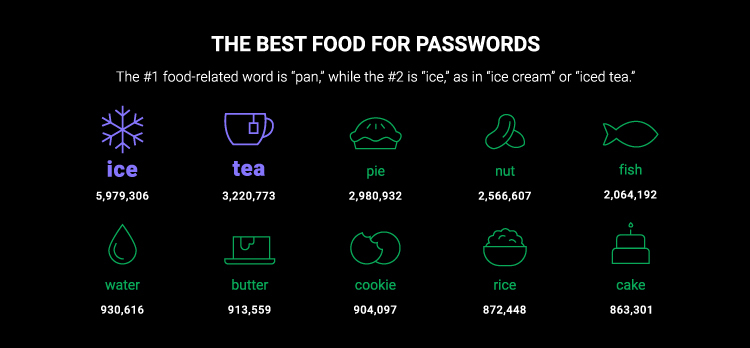 THE BEST FOOD FOR PASSWORDS
The #1 food-related word is “pan,” while the #2 is “ice,” as in “ice cream” or “iced tea.”
ice tea pie nut fish
5,979,306 3,220,773 2,980,932 2,566,607 2,064,192
water butter cookie rice cake
930,616 913,559 904,097 872,448 863,301